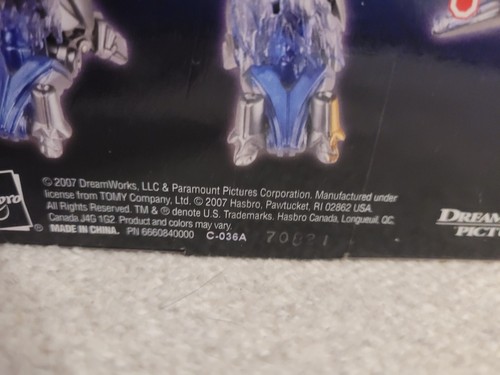 © 2007 DreamWorks, LLC & Paramount Pictures Corporation. Manufactured under
license from TOMY Company, Ltd. © 2007 Hasbro, Pawtucket, RI 02862 USA.
All Rights Reserved. TM & ® denote U.S. Trademarks. Hasbro Canada, Longueuil, QC
Canada J4G 1G2. Product and colors may vary.
® MADE IN CHINA. P/N 6660840000 C-036A
DREAM
PICTU